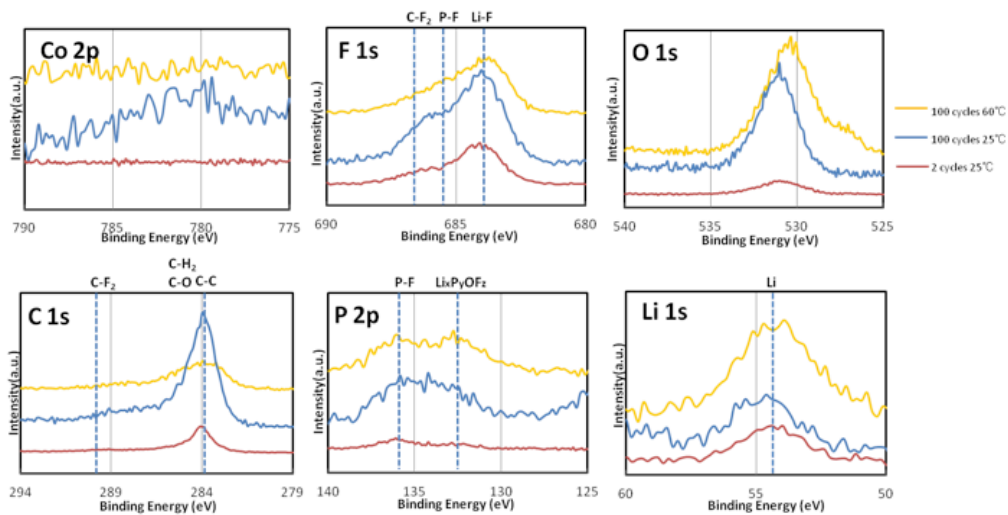 C-F₂ P-F Li-F
Co 2p
F 1s
O 1s
Intensity(a.u.)
Intensity(a.u.)
Intensity(a.u.)
100 cycles 60℃
100 cycles 25℃
2 cycles 25℃
790 785 780 775
690 685 680
540 535 530 525
Binding Energy (eV)
Binding Energy (eV)
Binding Energy (eV)
C-H₂
C-F₂ C-O C-C
P-F LixPyOFz
Li
C 1s
P 2p
Li 1s
Intensity(a.u.)
Intensity(a.u.)
Intensity(a.u.)
294 289 284 279
140 135 130 125
60 55 50
Binding Energy (eV)
Binding Energy (eV)
Binding Energy (eV)